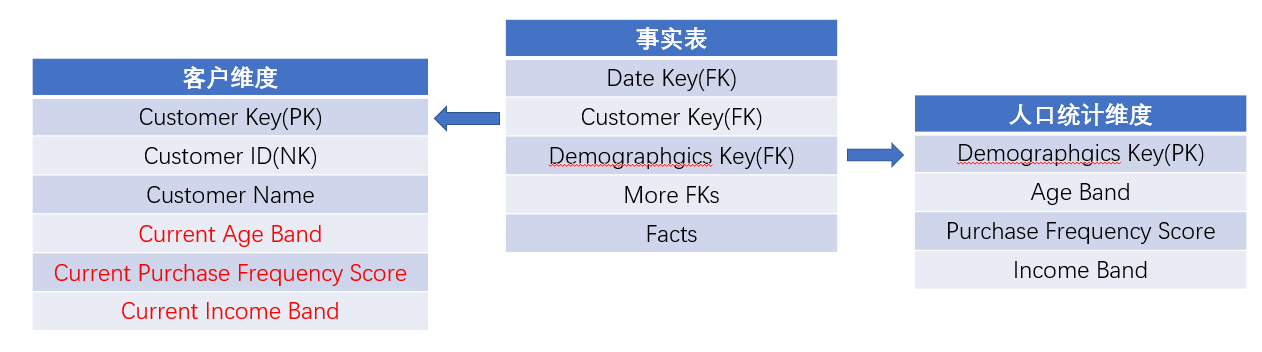 客户维度
Customer Key(PK)
Customer ID(NK)
Customer Name
Current Age Band
Current Purchase Frequency Score
Current Income Band
事实表
Date Key(FK)
Customer Key(FK)
Demographgics Key(FK)
More FKs
Facts
人口统计维度
Demographgics Key(PK)
Age Band
Purchase Frequency Score
Income Band